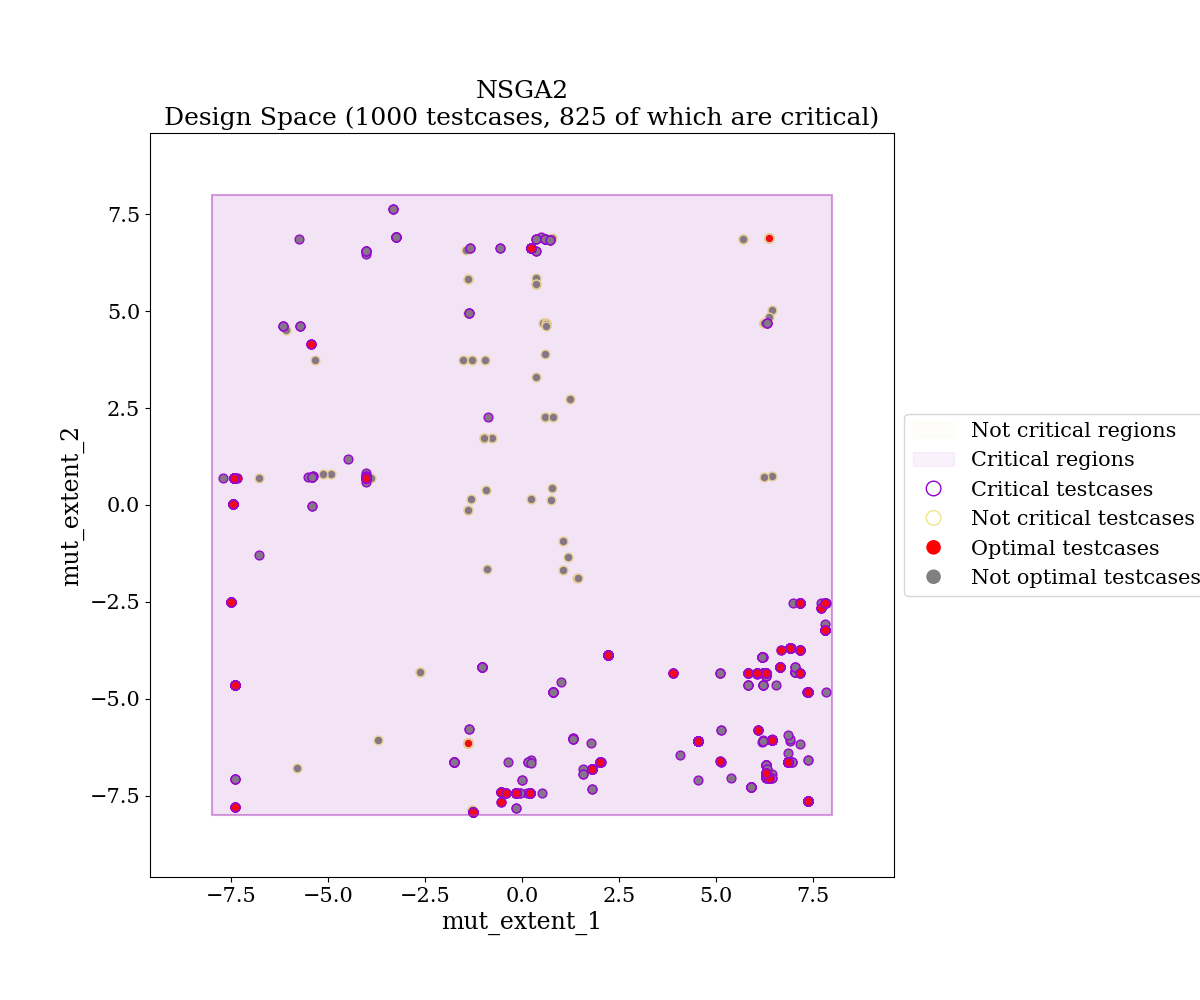 NSGA2
Design Space (1000 testcases, 825 of which are critical)
7.5
5.0
2.5
0.0
−2.5
−5.0
−7.5
mut_extent_2
−7.5
−5.0
−2.5
0.0
2.5
5.0
7.5
mut_extent_1
Not critical regions
Critical regions
Critical testcases
Not critical testcases
Optimal testcases
Not optimal testcases